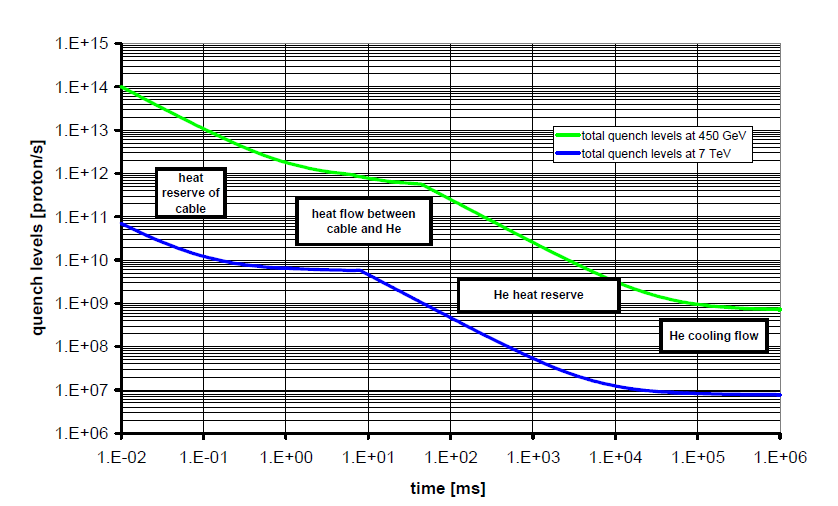 1.E+15
1.E+14
1.E+13
1.E+12
1.E+11
1.E+10
1.E+09
1.E+08
1.E+07
1.E+06
quench levels [proton/s]
total quench levels at 450 GeV
total quench levels at 7 TeV
heat
reserve of
cable
heat flow between
cable and He
He heat reserve
He cooling flow
1.E-02 1.E-01 1.E+00 1.E+01 1.E+02 1.E+03 1.E+04 1.E+05 1.E+06
time [ms]